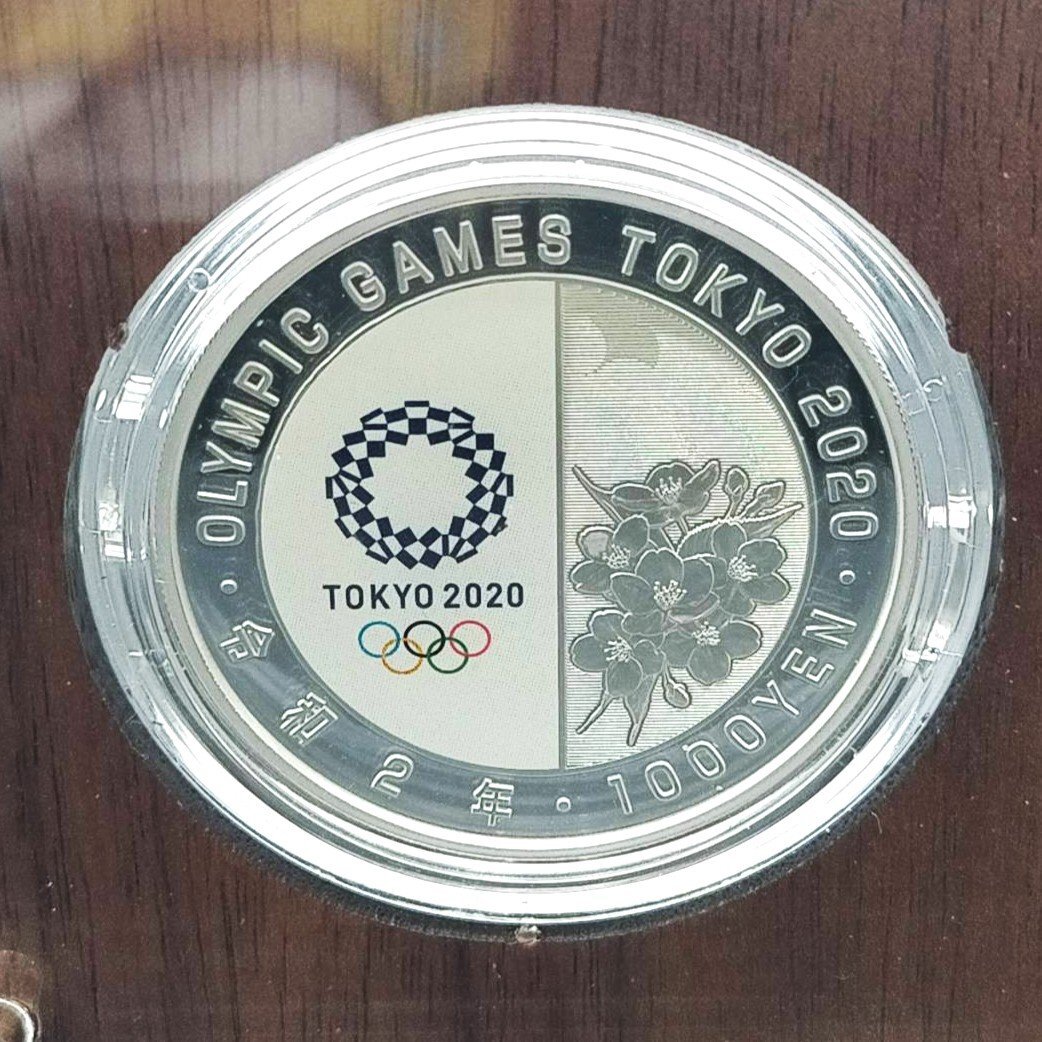 OLYMPIC GAMES TOKYO 2020
TOKYO 2020
令和2年・1000YEN